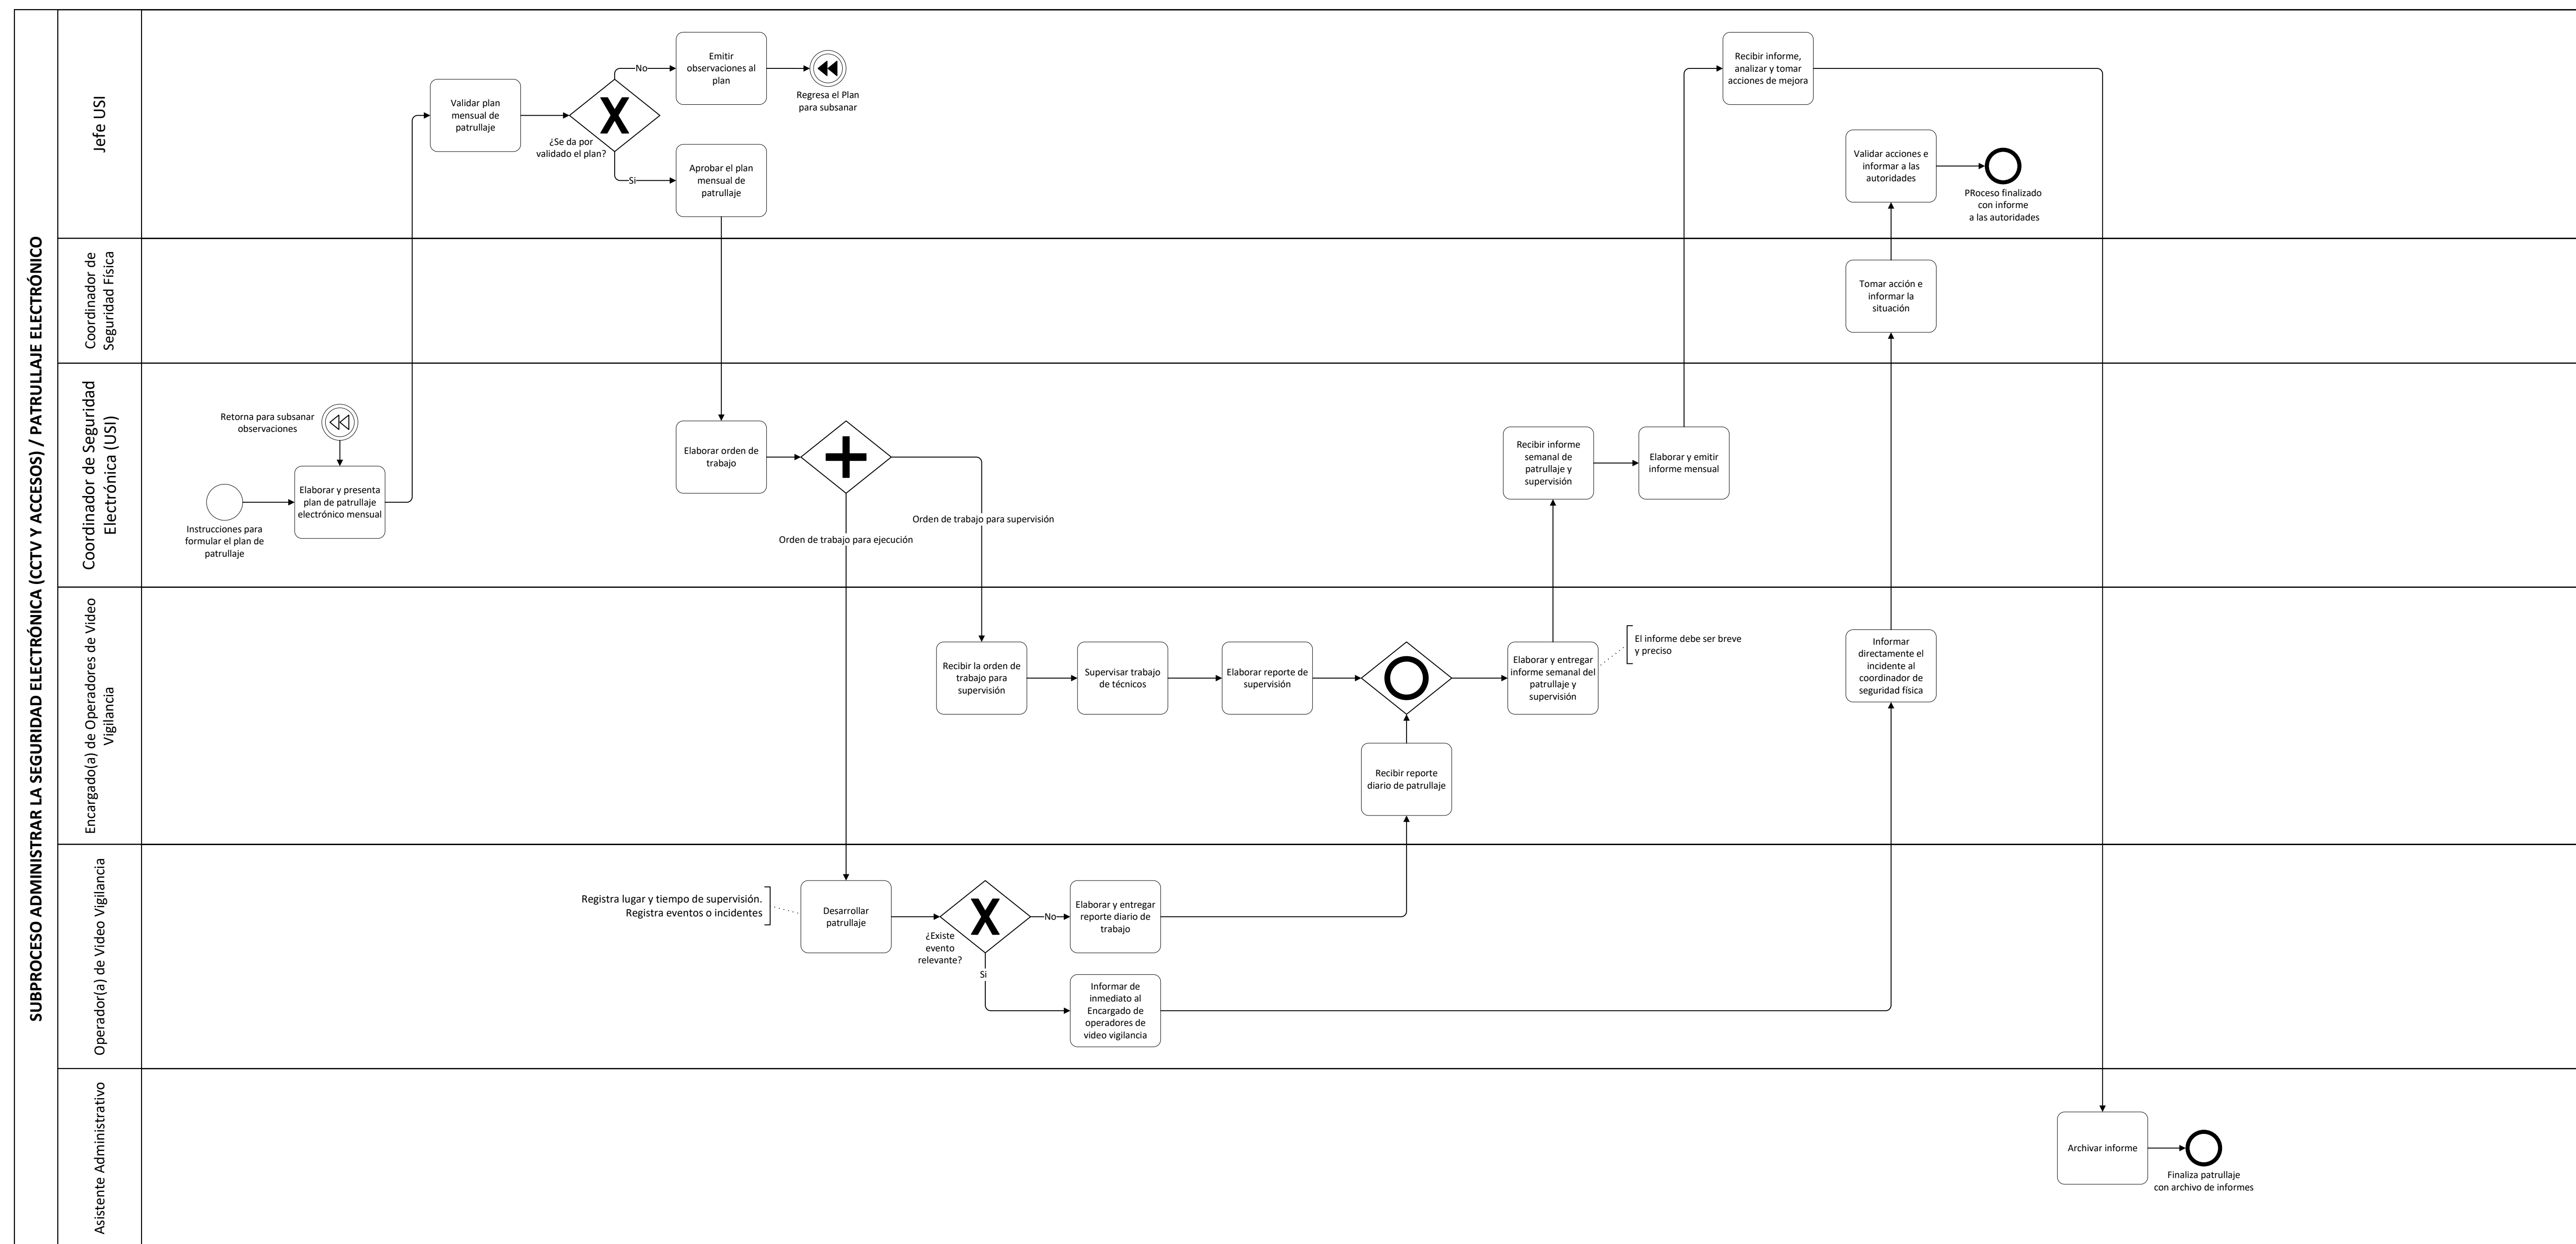 SUBPROCESO ADMINISTRAR LA SEGURIDAD ELECTRÓNICA (CCTV Y ACCESOS) / PATRULLAJE ELECTRÓNICO
Jefe USI
Validar plan
mensual de
patrullaje
¿Se da por
validado el plan?
No
Emitir
observaciones al
plan
Regresa el Plan
para subsanar
Si
Aprobar el plan
mensual de
patrullaje
Recibir informe,
analizar y tomar
acciones de mejora
Validar acciones e
informar a las
autoridades
PRoceso finalizado
con informe
a las autoridades
Coordinador de
Seguridad Física
Tomar acción e
informar la
situación
Coordinador de Seguridad
Electrónica (USI)
Retorna para subsanar
observaciones
Instrucciones para
formular el plan de
patrullaje
Elaborar y presenta
plan de patrullaje
electrónico mensual
Elaborar orden de
trabajo
Orden de trabajo para supervisión
Orden de trabajo para ejecución
Recibir informe
semanal de
patrullaje y
supervisión
Elaborar y emitir
informe mensual
Encargado(a) de Operadores de Video
Vigilancia
Recibir la orden de
trabajo para
supervisión
Supervisar trabajo
de técnicos
Elaborar reporte de
supervisión
Recibir reporte
diario de patrullaje
Elaborar y entregar
informe semanal del
patrullaje y
supervisión
El informe debe ser breve
y preciso
Informar
directamente el
incidente al
coordinador de
seguridad física
Operador(a) de Video Vigilancia
Registra lugar y tiempo de supervisión.
Registra eventos o incidentes
Desarrollar
patrullaje
¿Existe
evento
relevante?
No
Elaborar y entregar
reporte diario de
trabajo
Si
Informar de
inmediato al
Encargado de
operadores de
video vigilancia
Asistente Administrativo
Archivar informe
Finaliza patrullaje
con archivo de informes